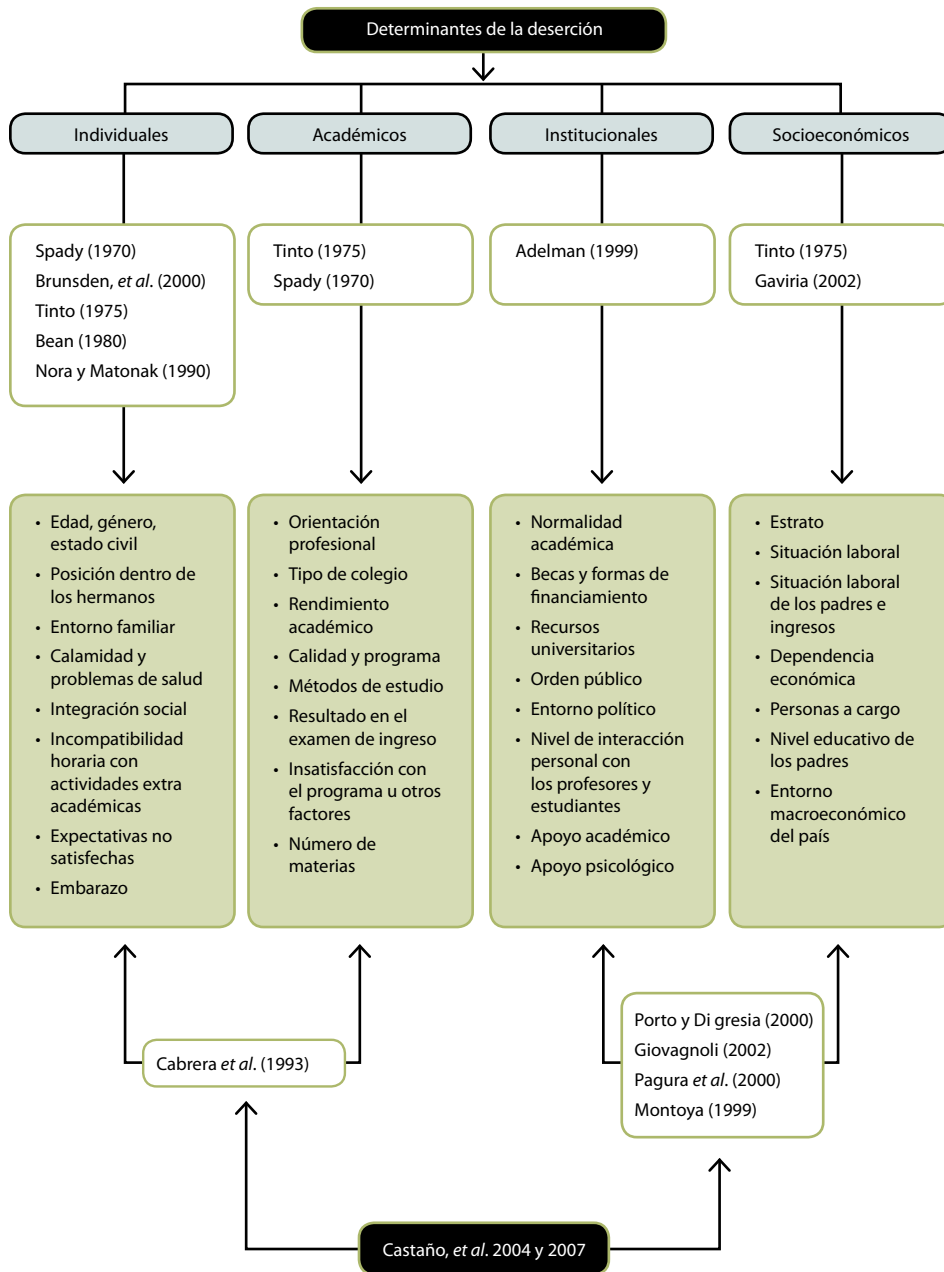 Determinantes de la deserción
Individuales
Académicos
Institucionales
Socioeconómicos
Spady (1970)
Brunsden, et al. (2000)
Tinto (1975)
Bean (1980)
Nora y Matonak (1990)
Tinto (1975)
Spady (1970)
Adelman (1999)
Tinto (1975)
Gaviria (2002)
• Edad, género,
estado civil
• Posición dentro de
los hermanos
• Entorno familiar
• Calamidad y
problemas de salud
• Integración social
• Incompatibilidad
horaria con
actividades extra
académicas
• Expectativas no
satisfechas
• Embarazo
• Orientación
profesional
• Tipo de colegio
• Rendimiento
académico
• Calidad y programa
• Métodos de estudio
• Resultado en el
examen de ingreso
• Insatisfacción con
el programa u otros
factores
• Número de
materias
• Normalidad
académica
• Becas y formas de
financiamiento
• Recursos
universitarios
• Orden público
• Entorno político
• Nivel de interacción
personal con
los profesores y
estudiantes
• Apoyo académico
• Apoyo psicológico
• Estrato
• Situación laboral
• Situación laboral
de los padres e
ingresos
• Dependencia
económica
• Personas a cargo
• Nivel educativo de
los padres
• Entorno
macroeconómico
del país
Cabrera et al. (1993)
Porto y Di gresia (2000)
Giovagnoli (2002)
Pagura et al. (2000)
Montoya (1999)
Castaño, et al. 2004 y 2007